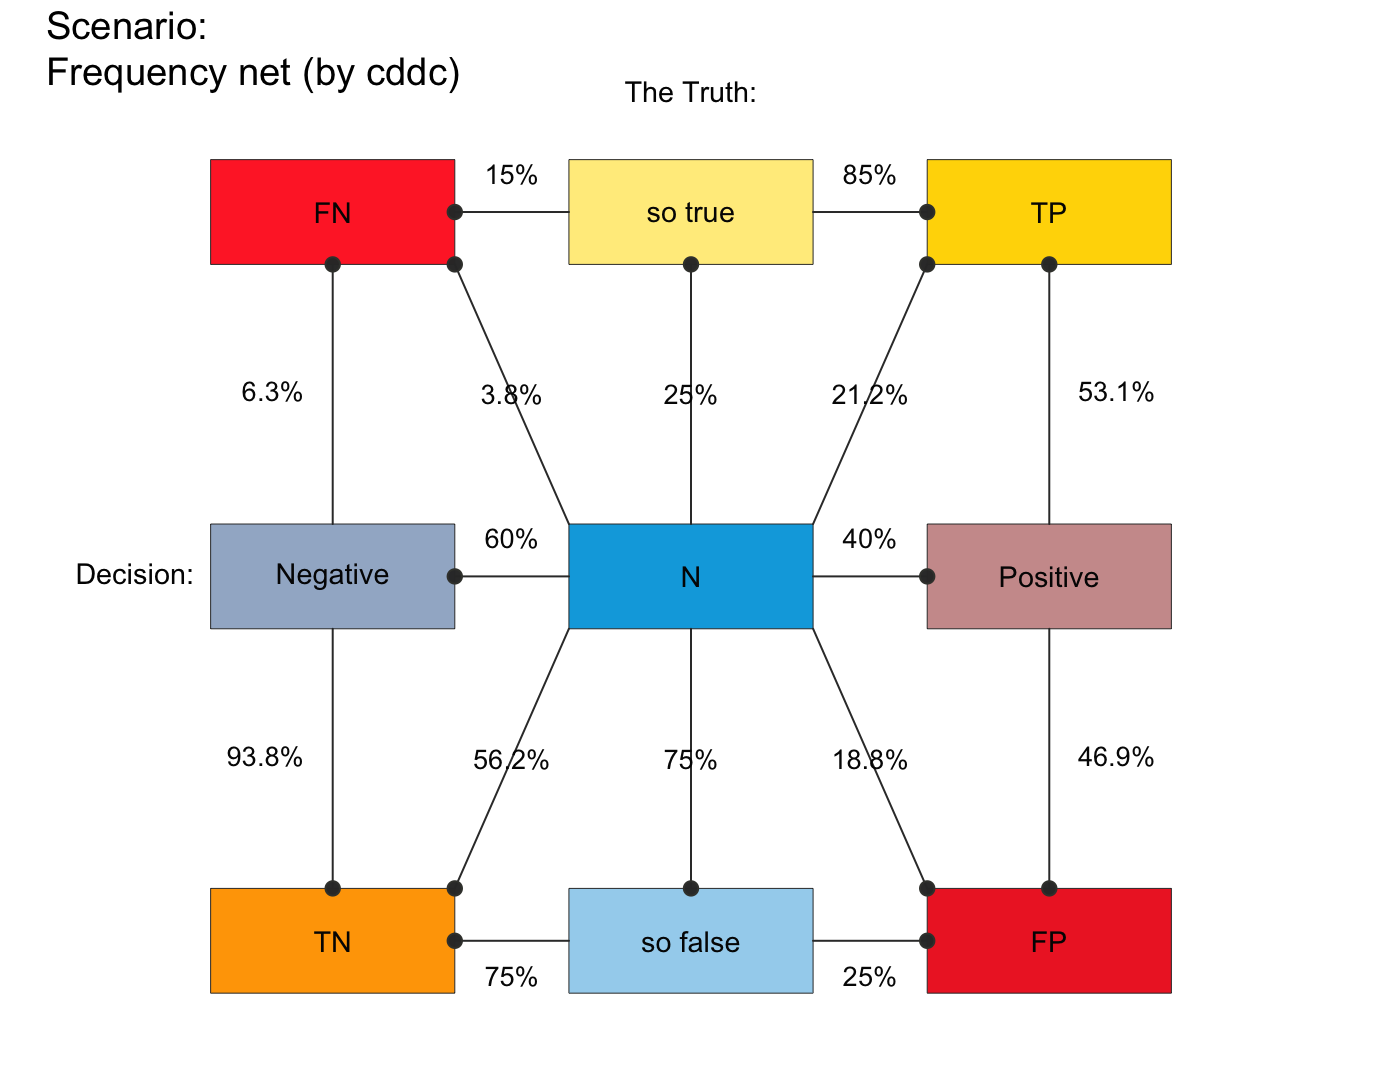 Scenario:
Frequency net (by cddc)
The Truth:
15%
85%
FN
so true
TP
6.3%
3.8%
25%
21.2%
53.1%
60%
40%
Decision:
Negative
N
Positive
93.8%
56.2%
75%
18.8%
46.9%
TN
so false
FP
75%
25%